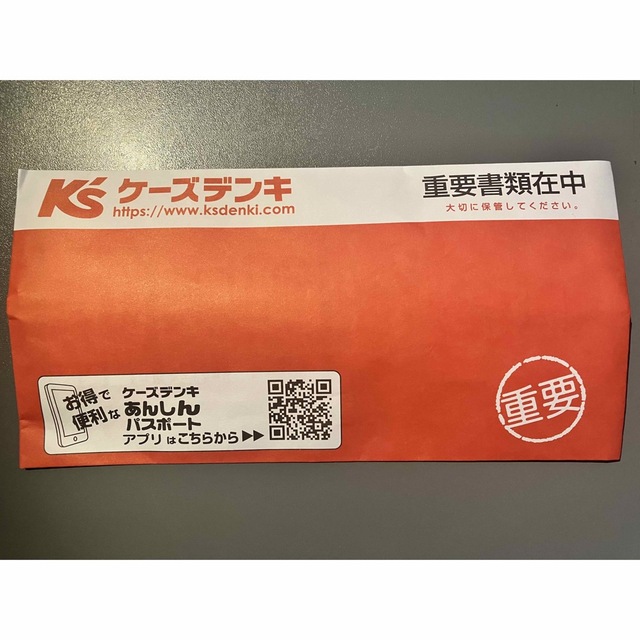 K's ケーズデンキ
https://www.ksdenki.com
重要書類在中
大切に保管してください。
お得で
便利な
ケーズデンキ
あんしん
パスポート
アプリはこちらから▶▶
重要